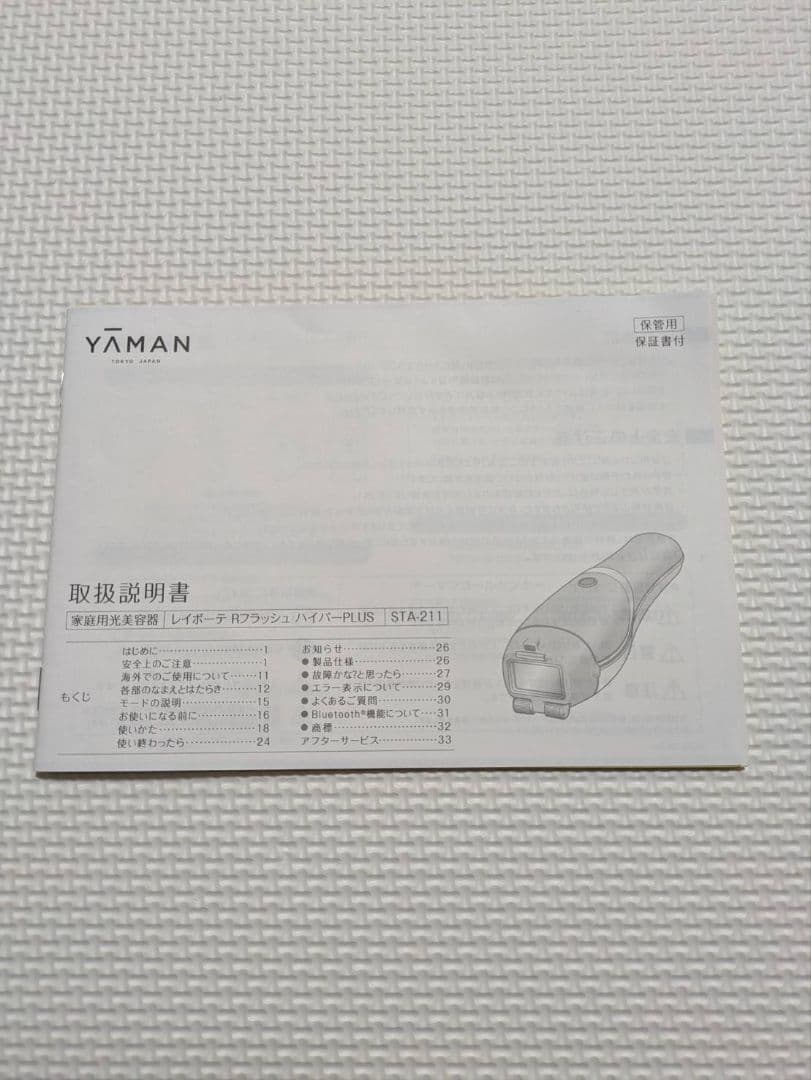 YĀMAN
TOKYO JAPAN
保管用
保証書付
取扱説明書
家庭用光美容器 レイボーテ Rフラッシュ ハイパーPLUS STA-211
もくじ
はじめに 1
安全上のご注意 1
海外でのご使用について 11
各部のなまえとはたらき 12
モードの説明 15
お使いになる前に 16
使いかた 18
使い終わったら 24
お知らせ 26
●製品仕様 26
●故障かな?と思ったら 27
●エラー表示について 29
●よくあるご質問 30
●Bluetooth®機能について 31
●商標 32
アフターサービス 33